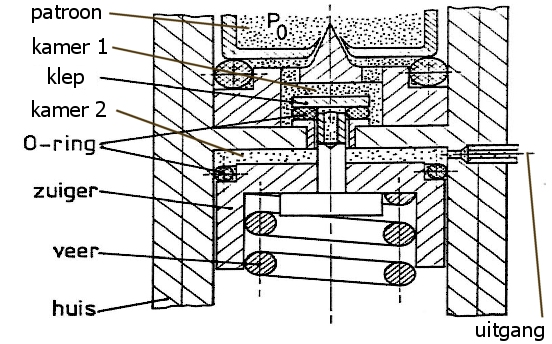 patroon
P0
kamer 1
klep
kamer 2
O-ring
zuiger
veer
huis
uitgang